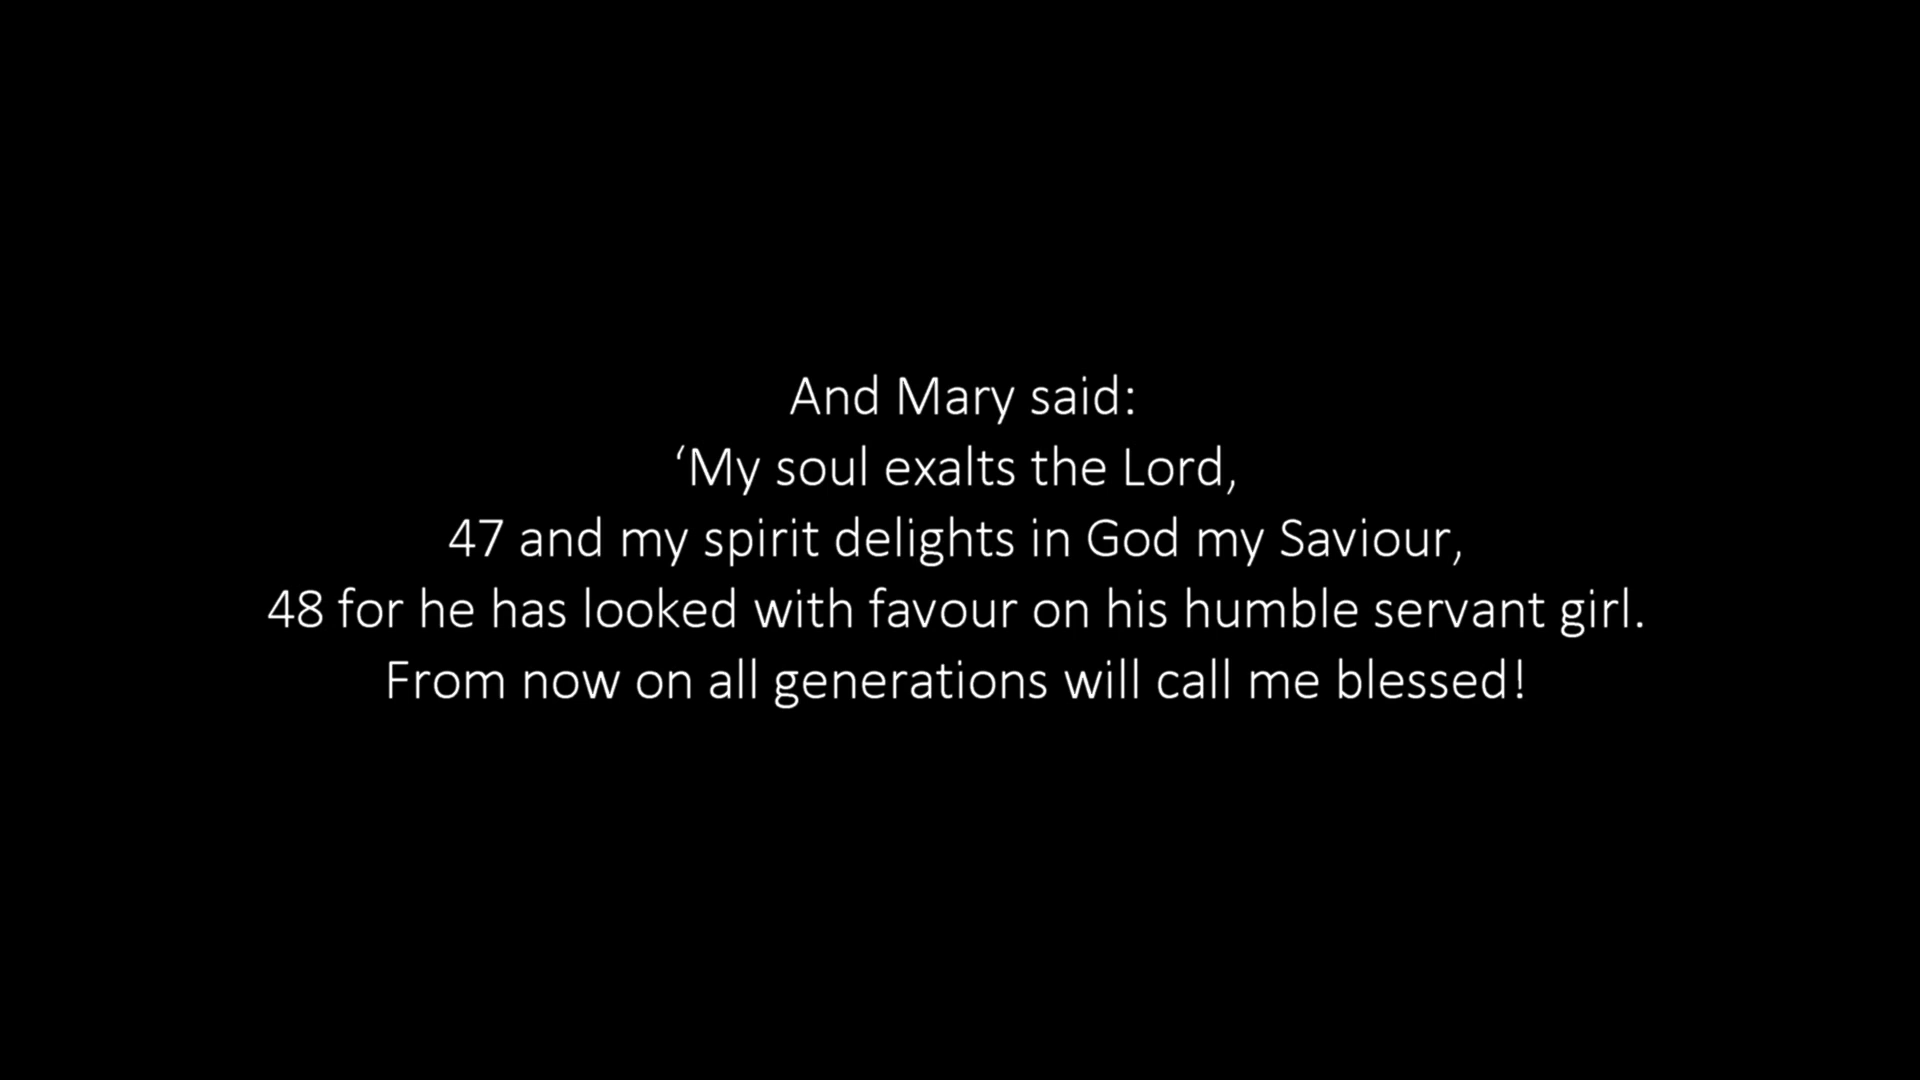 And Mary said:
‘My soul exalts the Lord,
47 and my spirit delights in God my Saviour,
48 for he has looked with favour on his humble servant girl.
From now on all generations will call me blessed!